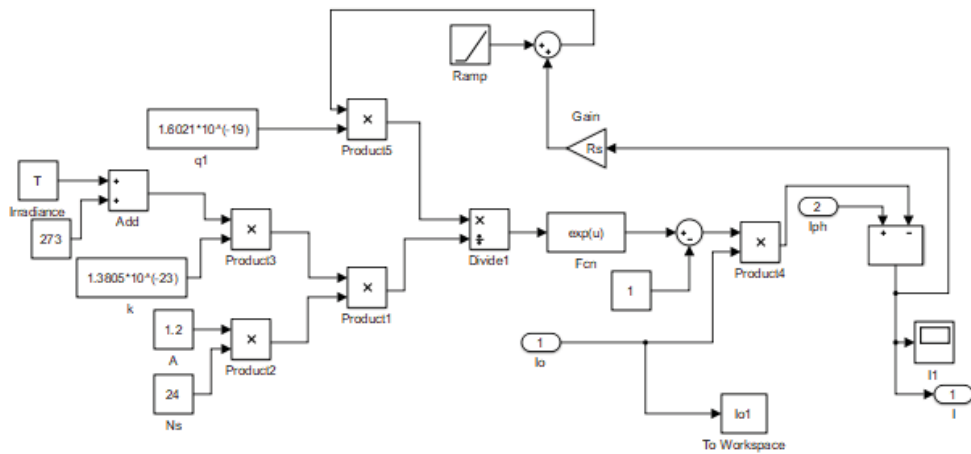 Ramp
Gain
Rs
1.6021*10^(-19)
q1
×
Product5
T
Irradiance
+
+
Add
273
×
Product3
1.3805*10^(-23)
k
×
Product1
1.2
A
×
Product2
24
Ns
×
÷
Divide1
exp(u)
Fcn
+
-
1
×
Product4
2
Iph
+ -
1
Io
Io1
To Workspace
I1
1
I
+
+